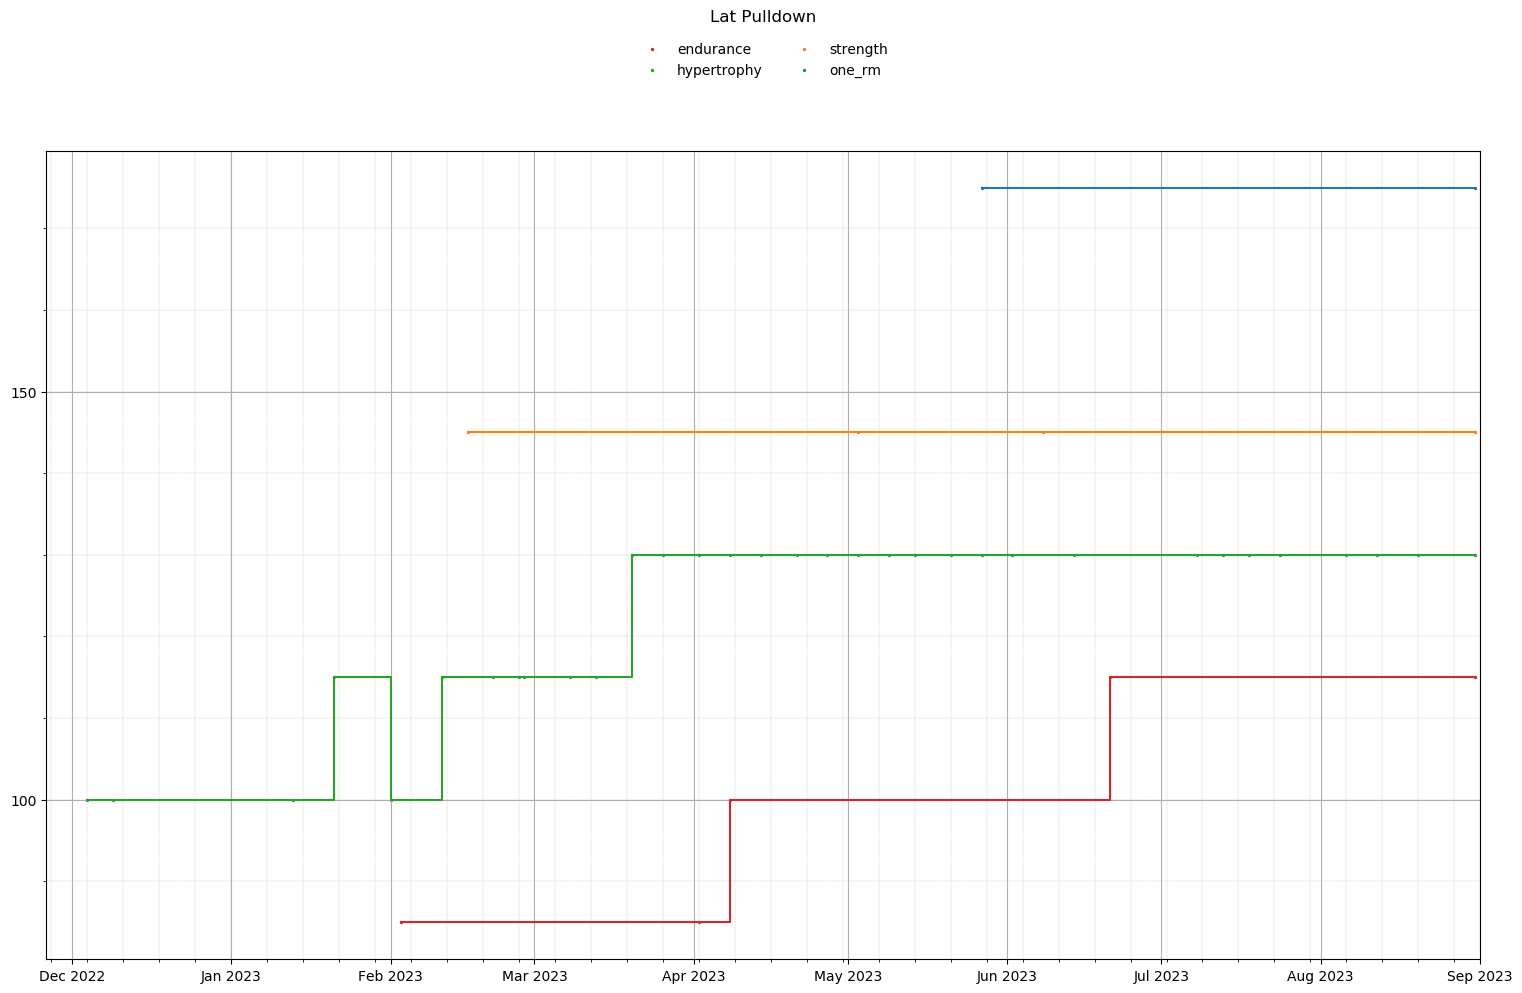 Lat Pulldown
endurance strength
hypertrophy one_rm
150
100
Dec 2022 Jan 2023 Feb 2023 Mar 2023 Apr 2023 May 2023 Jun 2023 Jul 2023 Aug 2023 Sep 2023